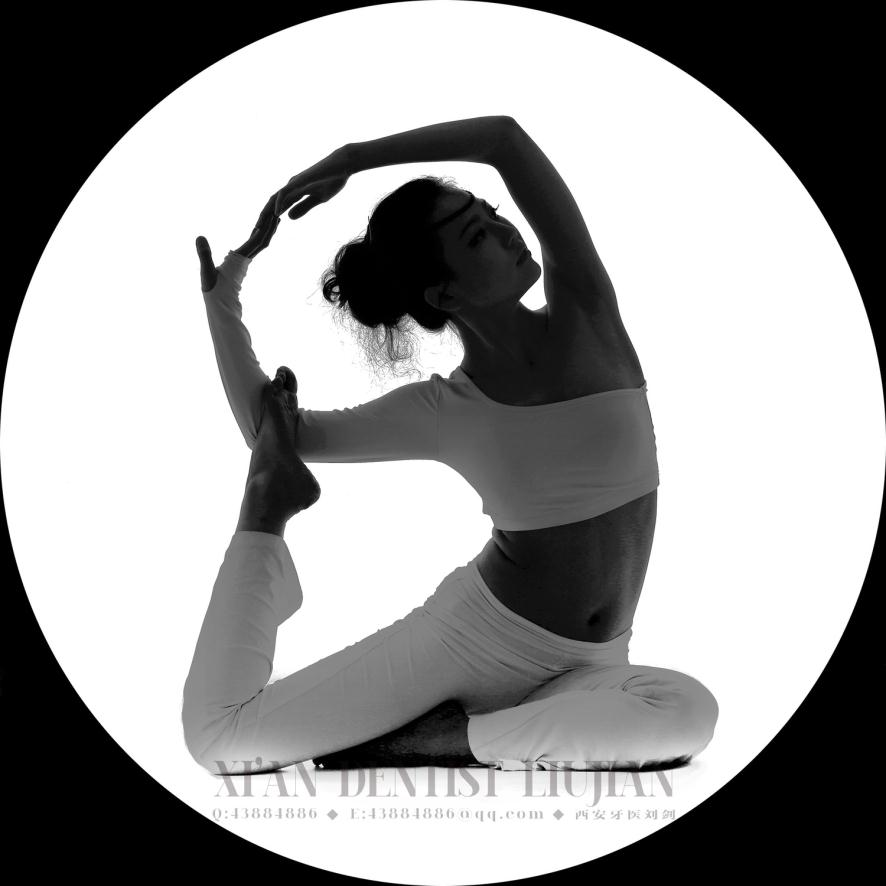 XI'AN DENTIST LIUJIAN
Q:43884886 ◆ E:43884886@qq.com ◆ 西安牙医刘剑